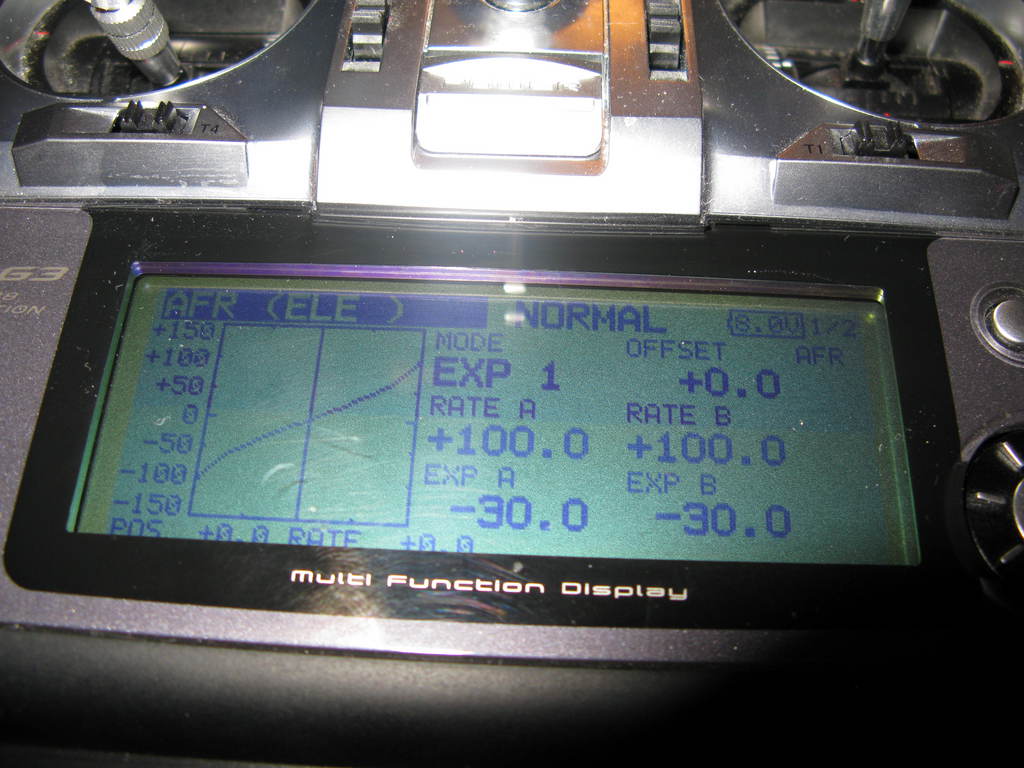 T4
T1
G3
AFR (ELE )
NORMAL
8.0V 1/2
+150
+100
+50
0
-50
-100
-150
MODE
OFFSET
AFR
EXP 1
+0.0
RATE A
RATE B
+100.0
+100.0
EXP A
EXP B
-30.0
-30.0
POS +0.0 RATE +0.0
Multi Function Display